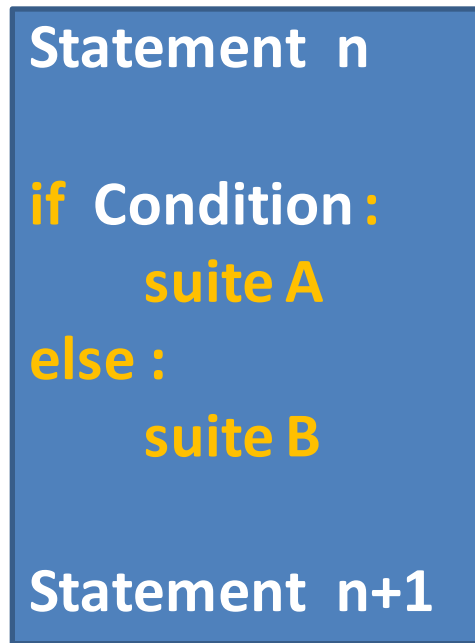 Statement n
if Condition :
suite A
else :
suite B
Statement n+1